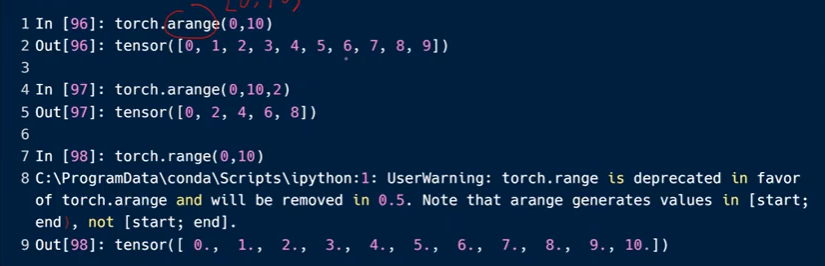 [0,10)
1 In [96]: torch.arange(0,10)
2 Out[96]: tensor([0, 1, 2, 3, 4, 5, 6, 7, 8, 9])
3
4 In [97]: torch.arange(0,10,2)
5 Out[97]: tensor([0, 2, 4, 6, 8])
6
7 In [98]: torch.range(0,10)
8 C:\ProgramData\conda\Scripts\ipython:1: UserWarning: torch.range is deprecated in favor
of torch.arange and will be removed in 0.5. Note that arange generates values in [start;
end), not [start; end].
9 Out[98]: tensor([ 0., 1., 2., 3., 4., 5., 6., 7., 8., 9., 10.])